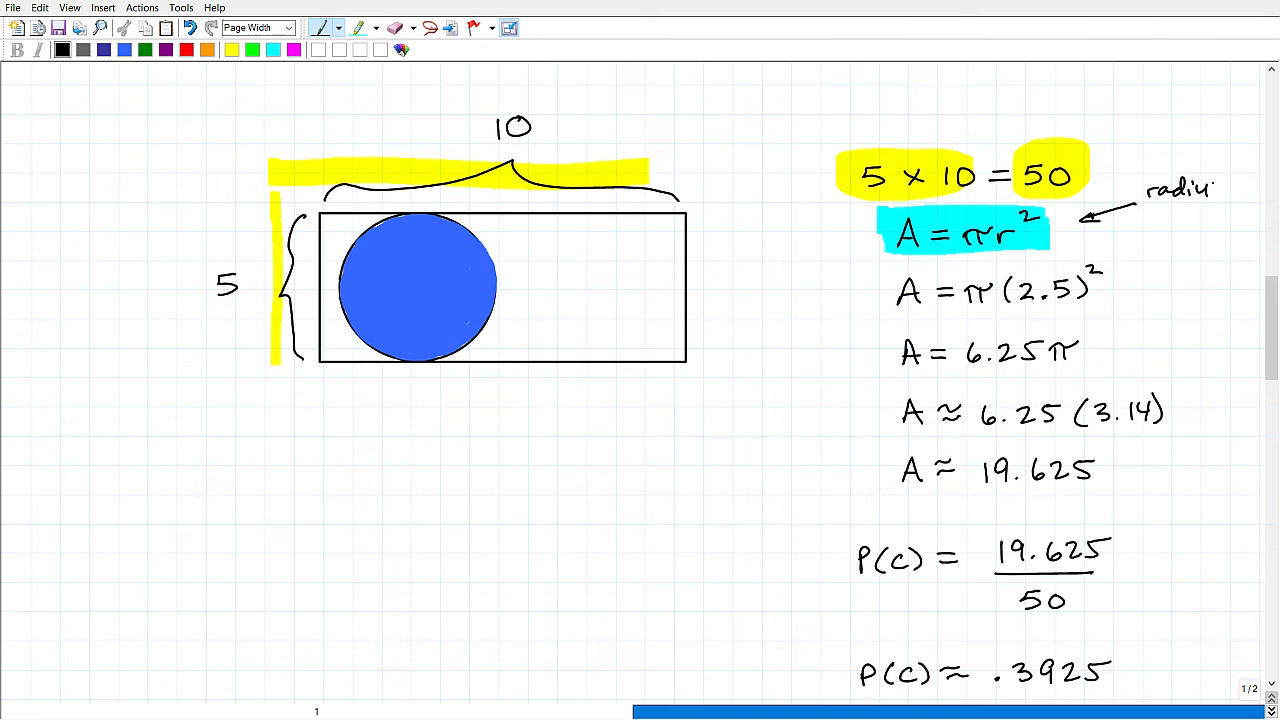 File Edit View Insert Actions Tools Help
Page Width
B I
10
5
5 × 10 = 50
radiu
A = πr²
A = π(2.5)²
A = 6.25π
A ≈ 6.25 (3.14)
A ≈ 19.625
P(C) = 19.625
50
P(C) ≈ .3925
1/2
1